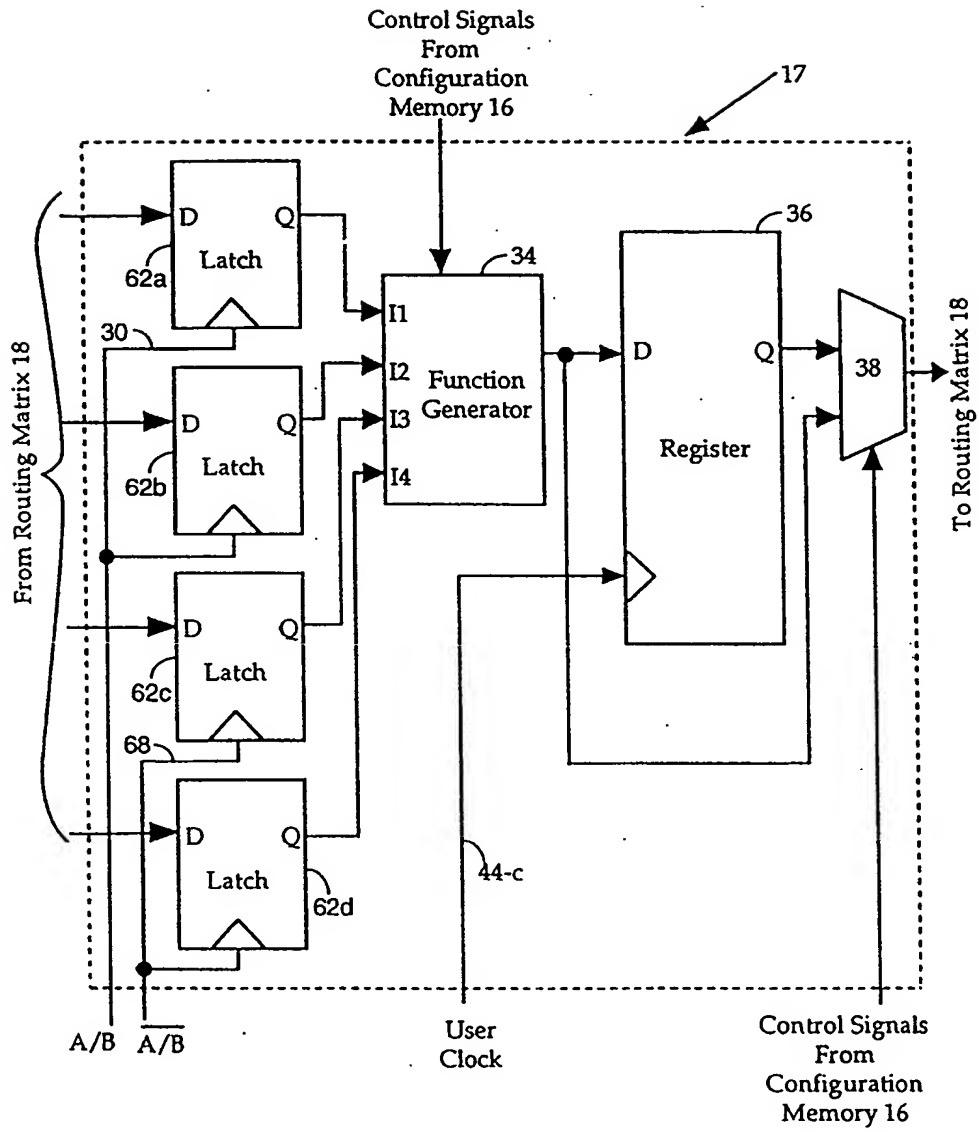 Control Signals
From
Configuration
Memory 16
17
D Q
Latch
62a
30
D Q
Latch
62b
D Q
Latch
62c
68
D Q
Latch
62d
From Routing Matrix 18
34
I1
I2
I3
I4
Function
Generator
36
D Q
Register
38
To Routing Matrix 18
44-c
A/B
A/B
User
Clock
Control Signals
From
Configuration
Memory 16